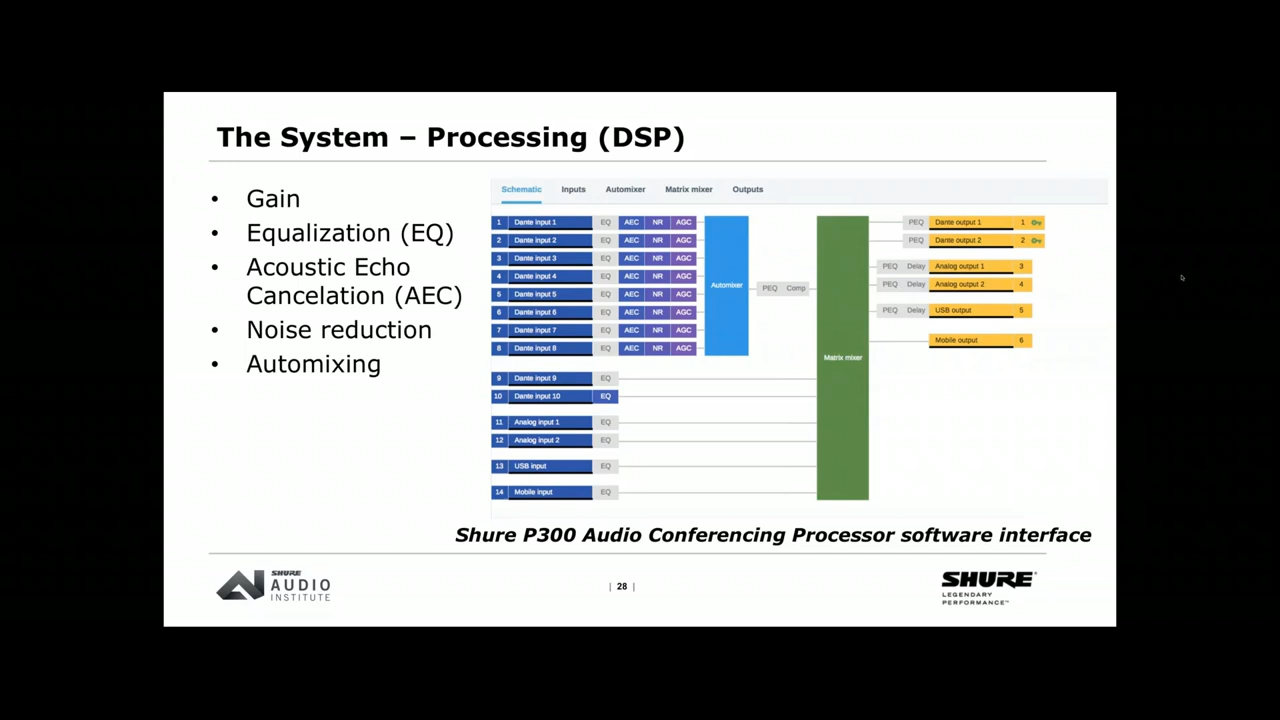 The System – Processing (DSP)
• Gain
• Equalization (EQ)
• Acoustic Echo
Cancelation (AEC)
• Noise reduction
• Automixing
Schematic Inputs Automixer Matrix mixer Outputs
1 Dante input 1 EQ AEC NR AGC
2 Dante input 2 EQ AEC NR AGC
3 Dante input 3 EQ AEC NR AGC
4 Dante input 4 EQ AEC NR AGC
5 Dante input 5 EQ AEC NR AGC
6 Dante input 6 EQ AEC NR AGC
7 Dante input 7 EQ AEC NR AGC
8 Dante input 8 EQ AEC NR AGC
Automixer
PEQ Comp
9 Dante input 9 EQ
10 Dante input 10 EQ
11 Analog input 1 EQ
12 Analog input 2 EQ
13 USB input EQ
14 Mobile input EQ
Matrix mixer
PEQ Dante output 1 1
PEQ Dante output 2 2
PEQ Delay Analog output 1 3
PEQ Delay Analog output 2 4
PEQ Delay USB output 5
Mobile output 6
Shure P300 Audio Conferencing Processor software interface
SHURE
AUDIO
INSTITUTE
| 28 |
SHURE®
LEGENDARY
PERFORMANCE™